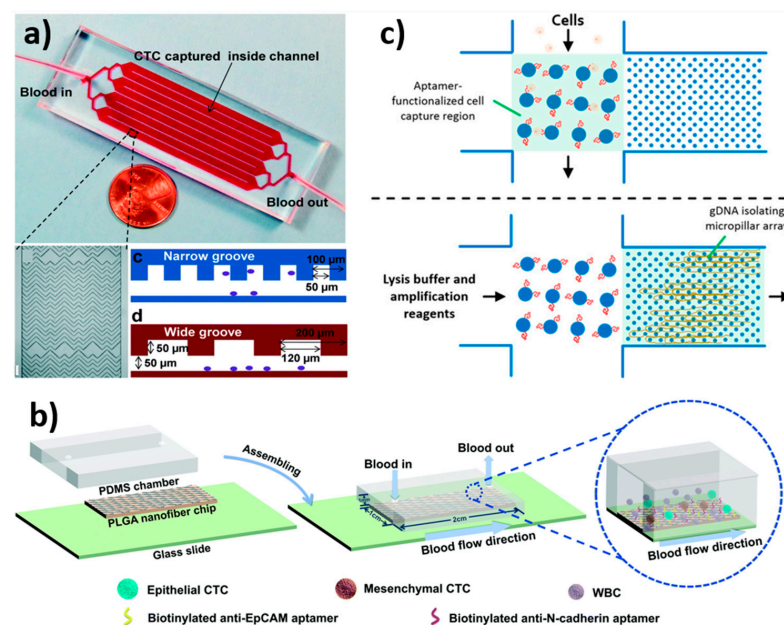 a)
CTC captured inside channel
Blood in
Blood out
c
Narrow groove
100 µm
50 µm
d
Wide groove
200 µm
50 µm
120 µm
50 µm
c)
Cells
Aptamer-
functionalized cell
capture region
gDNA isolating
micropillar array
Lysis buffer and
amplification
reagents
b)
PDMS chamber
PLGA nanofiber chip
Glass slide
Assembling
Blood in
Blood out
1cm
2cm
Blood flow direction
Blood flow direction
Epithelial CTC
Mesenchymal CTC
WBC
Biotinylated anti-EpCAM aptamer
Biotinylated anti-N-cadherin aptamer